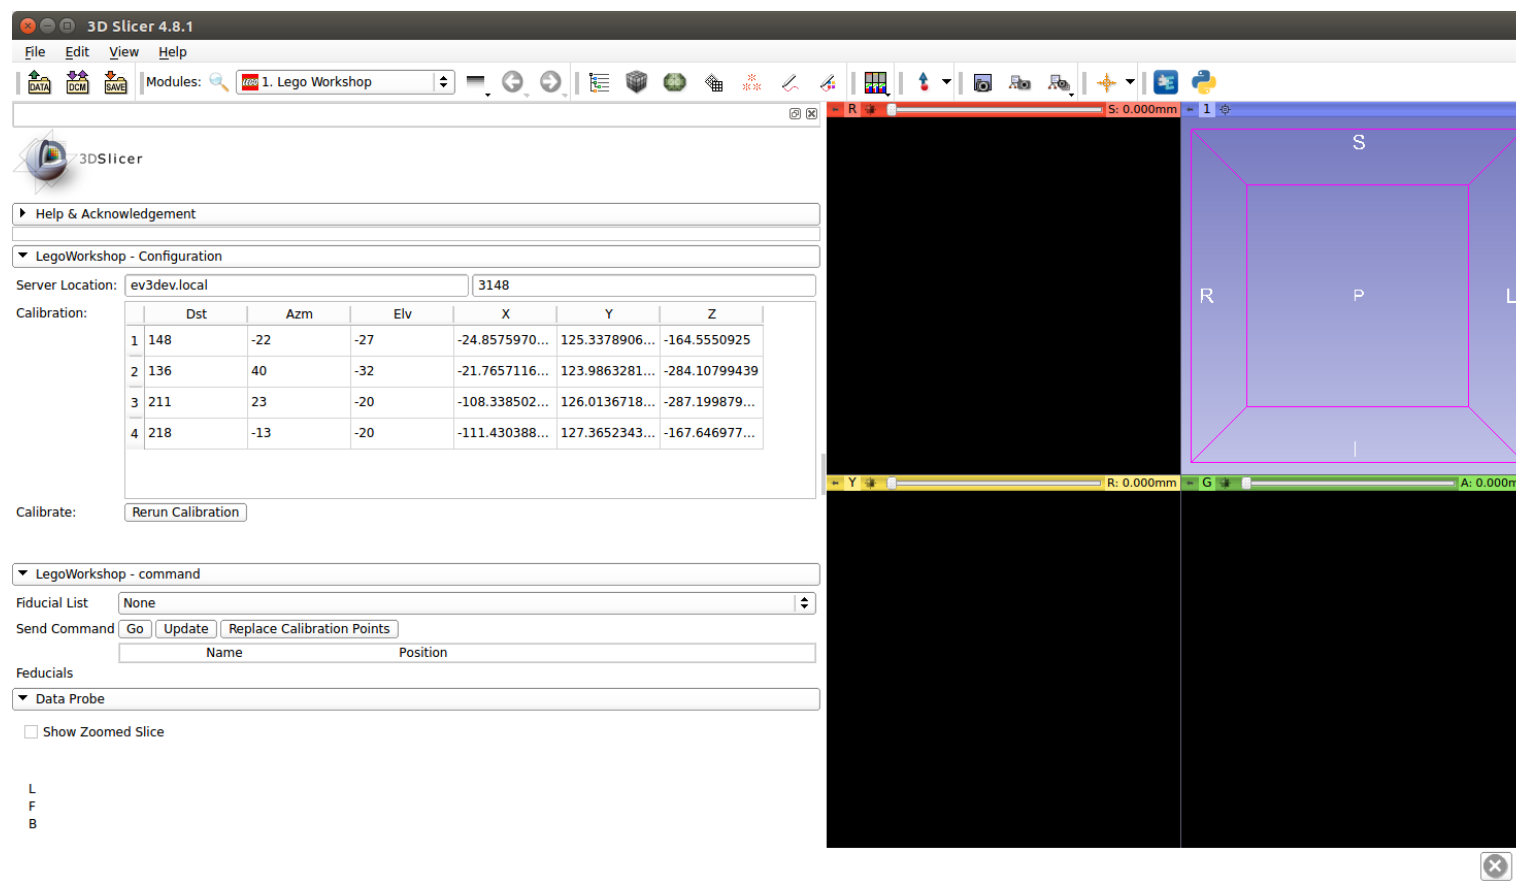 3D Slicer 4.8.1
File Edit View Help
DATA DCM SAVE Modules: 1. Lego Workshop
R S: 0.000mm 1
3DSlicer
S
Help & Acknowledgement
LegoWorkshop - Configuration
Server Location: ev3dev.local 3148
R P L
Calibration: Dst Azm Elv X Y Z
1 148 -22 -27 -24.8575970... 125.3378906... -164.5550925
2 136 40 -32 -21.7657116... 123.9863281... -284.10799439
3 211 23 -20 -108.338502... 126.0136718... -287.199879...
4 218 -13 -20 -111.430388... 127.3652343... -167.646977...
I
Y R: 0.000mm G A: 0.000m
Calibrate: Rerun Calibration
LegoWorkshop - command
Fiducial List None
Send Command Go Update Replace Calibration Points
Name Position
Feducials
Data Probe
Show Zoomed Slice
L
F
B